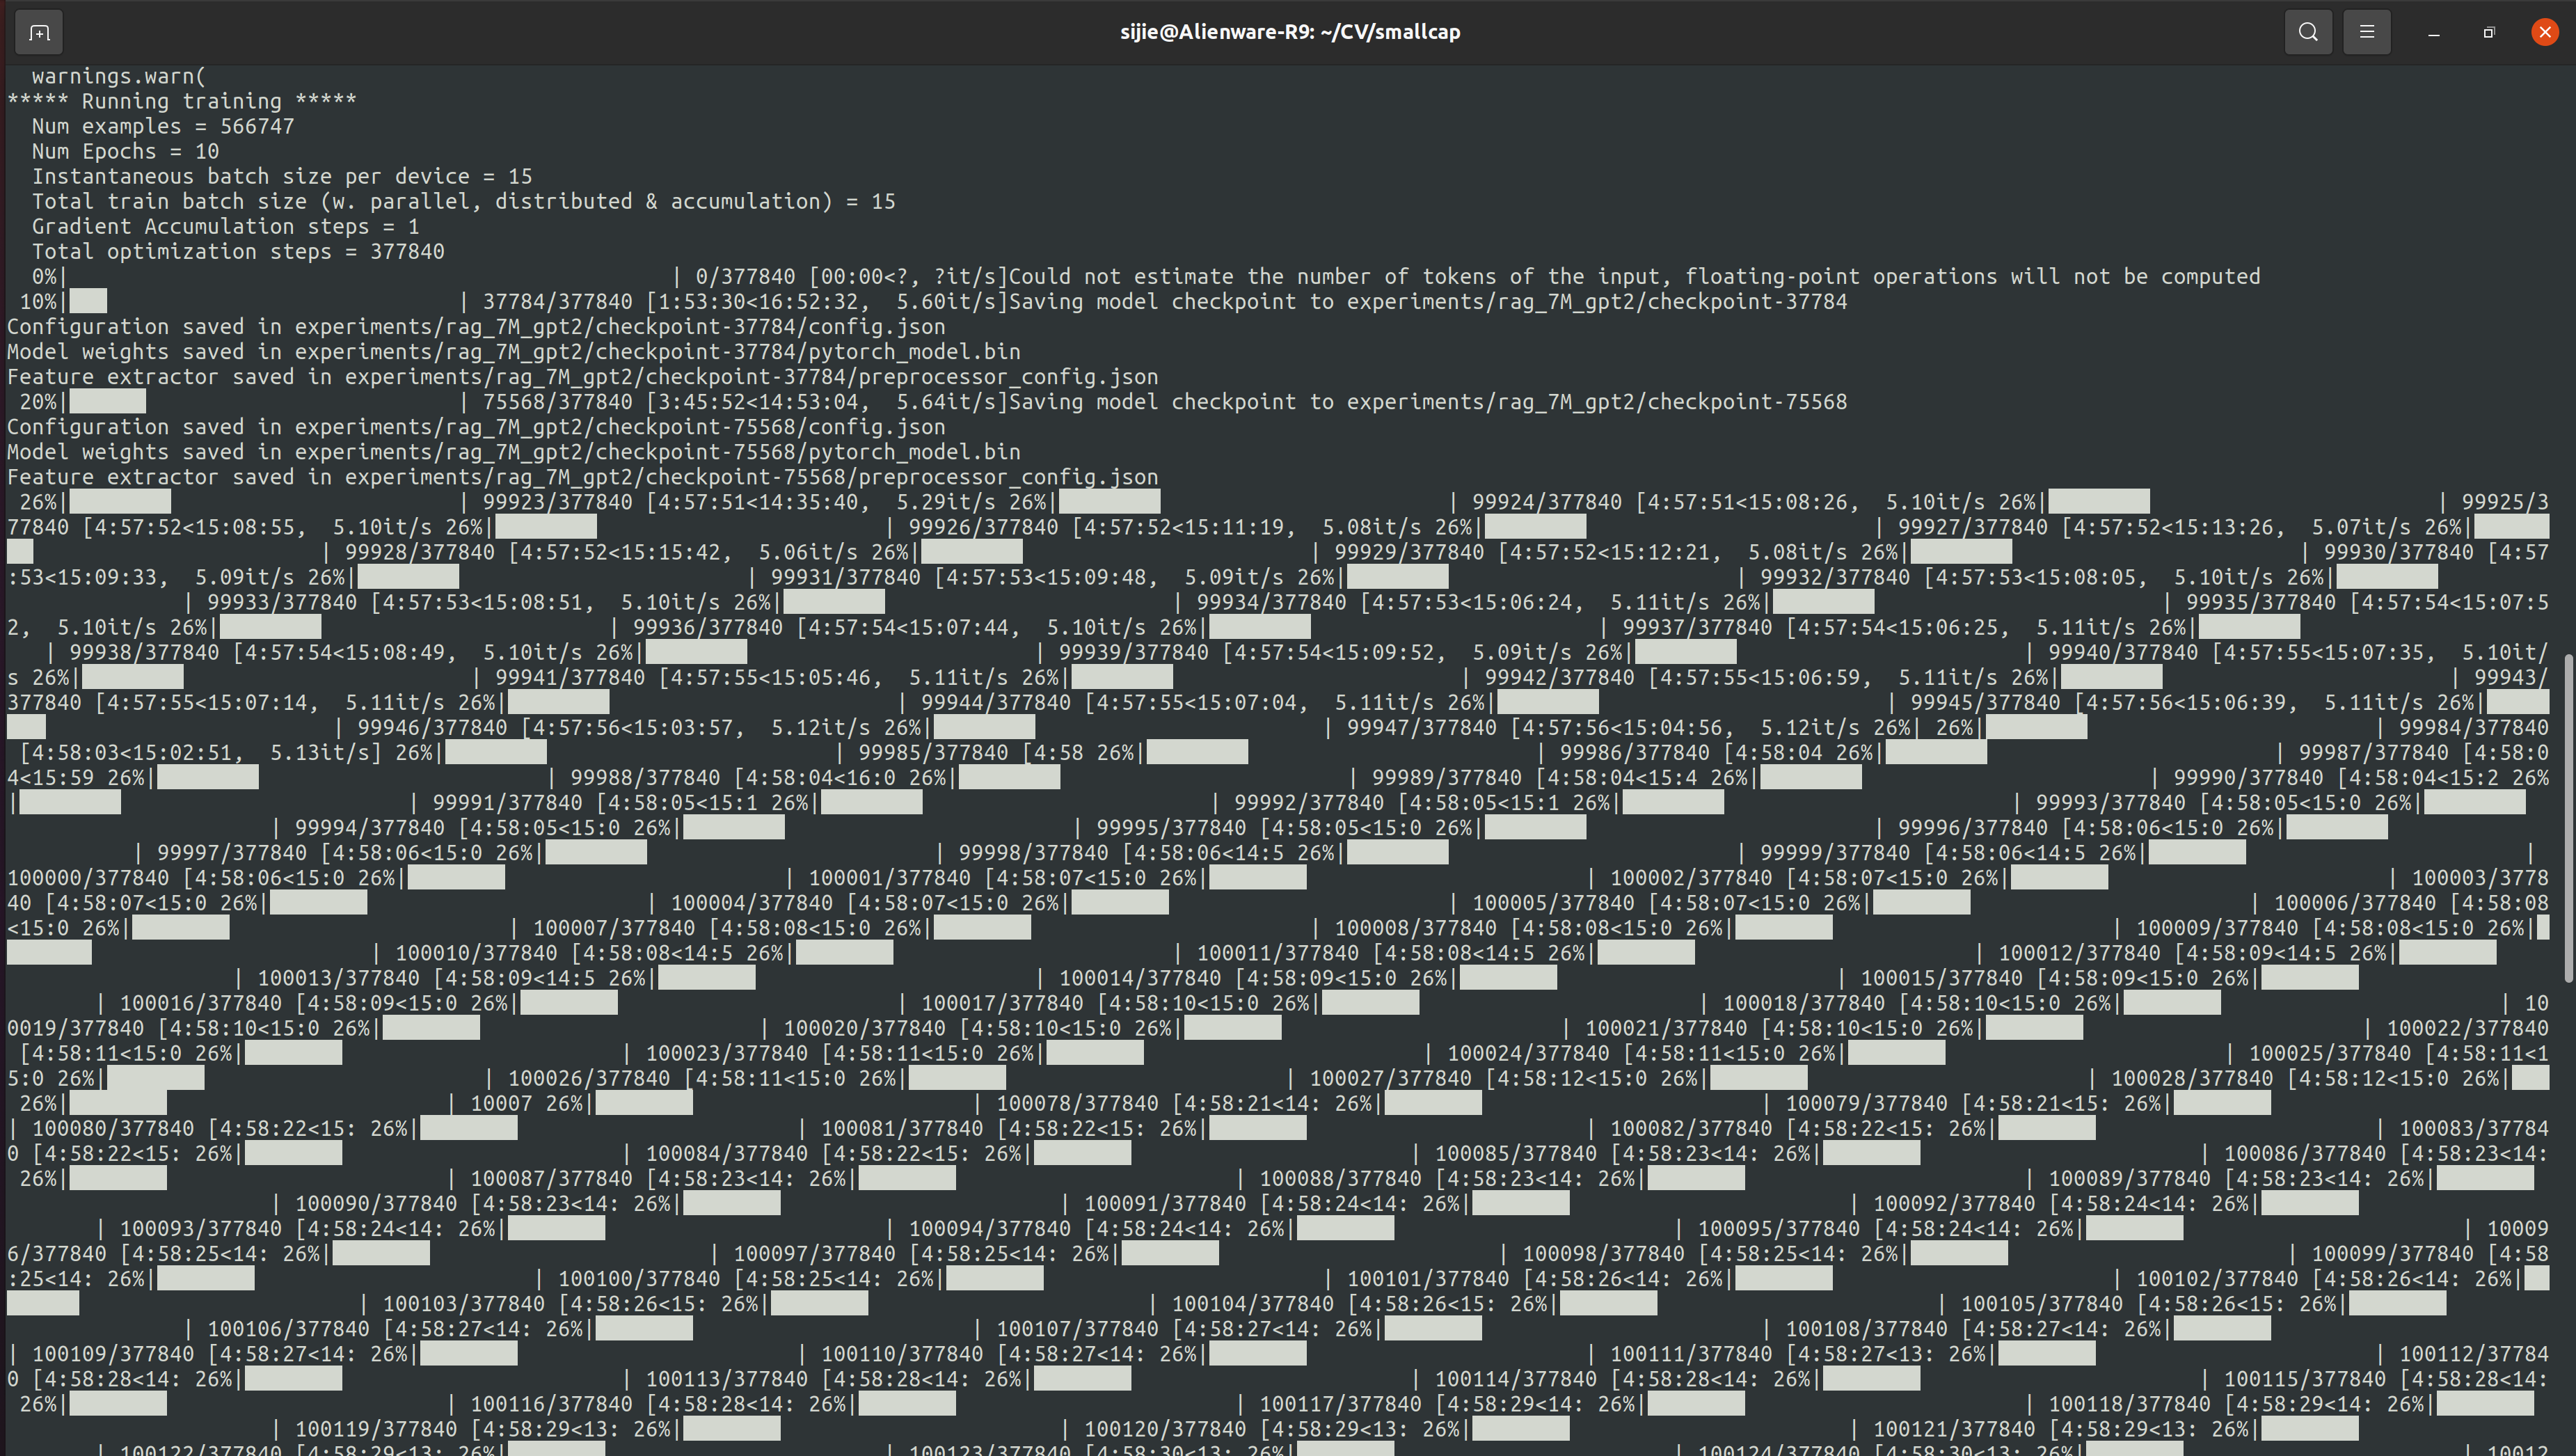 sijie@Alienware-R9: ~/CV/smallcap
warnings.warn(
***** Running training *****
Num examples = 566747
Num Epochs = 10
Instantaneous batch size per device = 15
Total train batch size (w. parallel, distributed & accumulation) = 15
Gradient Accumulation steps = 1
Total optimization steps = 377840
0%| | 0/377840 [00:00<?, ?it/s]Could not estimate the number of tokens of the input, floating-point operations will not be computed
10%| | 37784/377840 [1:53:30<16:52:32, 5.60it/s]Saving model checkpoint to experiments/rag_7M_gpt2/checkpoint-37784
Configuration saved in experiments/rag_7M_gpt2/checkpoint-37784/config.json
Model weights saved in experiments/rag_7M_gpt2/checkpoint-37784/pytorch_model.bin
Feature extractor saved in experiments/rag_7M_gpt2/checkpoint-37784/preprocessor_config.json
20%| | 75568/377840 [3:45:52<14:53:04, 5.64it/s]Saving model checkpoint to experiments/rag_7M_gpt2/checkpoint-75568
Configuration saved in experiments/rag_7M_gpt2/checkpoint-75568/config.json
Model weights saved in experiments/rag_7M_gpt2/checkpoint-75568/pytorch_model.bin
Feature extractor saved in experiments/rag_7M_gpt2/checkpoint-75568/preprocessor_config.json
26%| | 99923/377840 [4:57:51<14:35:40, 5.29it/s 26%| | 99924/377840 [4:57:51<15:08:26, 5.10it/s 26%| | 99925/3
77840 [4:57:52<15:08:55, 5.10it/s 26%| | 99926/377840 [4:57:52<15:11:19, 5.08it/s 26%| | 99927/377840 [4:57:52<15:13:26, 5.07it/s 26%|
| 99928/377840 [4:57:52<15:15:42, 5.06it/s 26%| | 99929/377840 [4:57:52<15:12:21, 5.08it/s 26%| | 99930/377840 [4:57
:53<15:09:33, 5.09it/s 26%| | 99931/377840 [4:57:53<15:09:48, 5.09it/s 26%| | 99932/377840 [4:57:53<15:08:05, 5.10it/s 26%|
| 99933/377840 [4:57:53<15:08:51, 5.10it/s 26%| | 99934/377840 [4:57:53<15:06:24, 5.11it/s 26%| | 99935/377840 [4:57:54<15:07:5
2, 5.10it/s 26%| | 99936/377840 [4:57:54<15:07:44, 5.10it/s 26%| | 99937/377840 [4:57:54<15:06:25, 5.11it/s 26%|
| 99938/377840 [4:57:54<15:08:49, 5.10it/s 26%| | 99939/377840 [4:57:54<15:09:52, 5.09it/s 26%| | 99940/377840 [4:57:55<15:07:35, 5.10it/
s 26%| | 99941/377840 [4:57:55<15:05:46, 5.11it/s 26%| | 99942/377840 [4:57:55<15:06:59, 5.11it/s 26%| | 99943/
377840 [4:57:55<15:07:14, 5.11it/s 26%| | 99944/377840 [4:57:55<15:07:04, 5.11it/s 26%| | 99945/377840 [4:57:56<15:06:39, 5.11it/s 26%|
| 99946/377840 [4:57:56<15:03:57, 5.12it/s 26%| | 99947/377840 [4:57:56<15:04:56, 5.12it/s 26%| 26%| | 99984/377840
[4:58:03<15:02:51, 5.13it/s] 26%| | 99985/377840 [4:58 26%| | 99986/377840 [4:58:04 26%| | 99987/377840 [4:58:0
4<15:59 26%| | 99988/377840 [4:58:04<16:0 26%| | 99989/377840 [4:58:04<15:4 26%| | 99990/377840 [4:58:04<15:2 26%
| | 99991/377840 [4:58:05<15:1 26%| | 99992/377840 [4:58:05<15:1 26%| | 99993/377840 [4:58:05<15:0 26%|
| 99994/377840 [4:58:05<15:0 26%| | 99995/377840 [4:58:05<15:0 26%| | 99996/377840 [4:58:06<15:0 26%|
| 99997/377840 [4:58:06<15:0 26%| | 99998/377840 [4:58:06<14:5 26%| | 99999/377840 [4:58:06<14:5 26%| |
100000/377840 [4:58:06<15:0 26%| | 100001/377840 [4:58:07<15:0 26%| | 100002/377840 [4:58:07<15:0 26%| | 100003/3778
40 [4:58:07<15:0 26%| | 100004/377840 [4:58:07<15:0 26%| | 100005/377840 [4:58:07<15:0 26%| | 100006/377840 [4:58:08
<15:0 26%| | 100007/377840 [4:58:08<15:0 26%| | 100008/377840 [4:58:08<15:0 26%| | 100009/377840 [4:58:08<15:0 26%|
| 100010/377840 [4:58:08<14:5 26%| | 100011/377840 [4:58:08<14:5 26%| | 100012/377840 [4:58:09<14:5 26%|
| 100013/377840 [4:58:09<14:5 26%| | 100014/377840 [4:58:09<15:0 26%| | 100015/377840 [4:58:09<15:0 26%|
| 100016/377840 [4:58:09<15:0 26%| | 100017/377840 [4:58:10<15:0 26%| | 100018/377840 [4:58:10<15:0 26%| | 10
0019/377840 [4:58:10<15:0 26%| | 100020/377840 [4:58:10<15:0 26%| | 100021/377840 [4:58:10<15:0 26%| | 100022/377840
[4:58:11<15:0 26%| | 100023/377840 [4:58:11<15:0 26%| | 100024/377840 [4:58:11<15:0 26%| | 100025/377840 [4:58:11<1
5:0 26%| | 100026/377840 [4:58:11<15:0 26%| | 100027/377840 [4:58:12<15:0 26%| | 100028/377840 [4:58:12<15:0 26%|
26%| | 10007 26%| | 100078/377840 [4:58:21<14: 26%| | 100079/377840 [4:58:21<15: 26%|
| 100080/377840 [4:58:22<15: 26%| | 100081/377840 [4:58:22<15: 26%| | 100082/377840 [4:58:22<15: 26%| | 100083/37784
0 [4:58:22<15: 26%| | 100084/377840 [4:58:22<15: 26%| | 100085/377840 [4:58:23<14: 26%| | 100086/377840 [4:58:23<14:
26%| | 100087/377840 [4:58:23<14: 26%| | 100088/377840 [4:58:23<14: 26%| | 100089/377840 [4:58:23<14: 26%|
| 100090/377840 [4:58:23<14: 26%| | 100091/377840 [4:58:24<14: 26%| | 100092/377840 [4:58:24<14: 26%|
| 100093/377840 [4:58:24<14: 26%| | 100094/377840 [4:58:24<14: 26%| | 100095/377840 [4:58:24<14: 26%| | 10009
6/377840 [4:58:25<14: 26%| | 100097/377840 [4:58:25<14: 26%| | 100098/377840 [4:58:25<14: 26%| | 100099/377840 [4:58
:25<14: 26%| | 100100/377840 [4:58:25<14: 26%| | 100101/377840 [4:58:26<14: 26%| | 100102/377840 [4:58:26<14: 26%|
| 100103/377840 [4:58:26<15: 26%| | 100104/377840 [4:58:26<15: 26%| | 100105/377840 [4:58:26<15: 26%|
| 100106/377840 [4:58:27<14: 26%| | 100107/377840 [4:58:27<14: 26%| | 100108/377840 [4:58:27<14: 26%|
| 100109/377840 [4:58:27<14: 26%| | 100110/377840 [4:58:27<14: 26%| | 100111/377840 [4:58:27<13: 26%| | 100112/37784
0 [4:58:28<14: 26%| | 100113/377840 [4:58:28<14: 26%| | 100114/377840 [4:58:28<14: 26%| | 100115/377840 [4:58:28<14:
26%| | 100116/377840 [4:58:28<14: 26%| | 100117/377840 [4:58:29<14: 26%| | 100118/377840 [4:58:29<14: 26%|
| 100119/377840 [4:58:29<13: 26%| | 100120/377840 [4:58:29<13: 26%| | 100121/377840 [4:58:29<13: 26%|
| 100122/377840 [4:58:29<13: 26%| | 100123/377840 [4:58:30<13: 26%| | 100124/377840 [4:58:30<13: 26%| | 10012